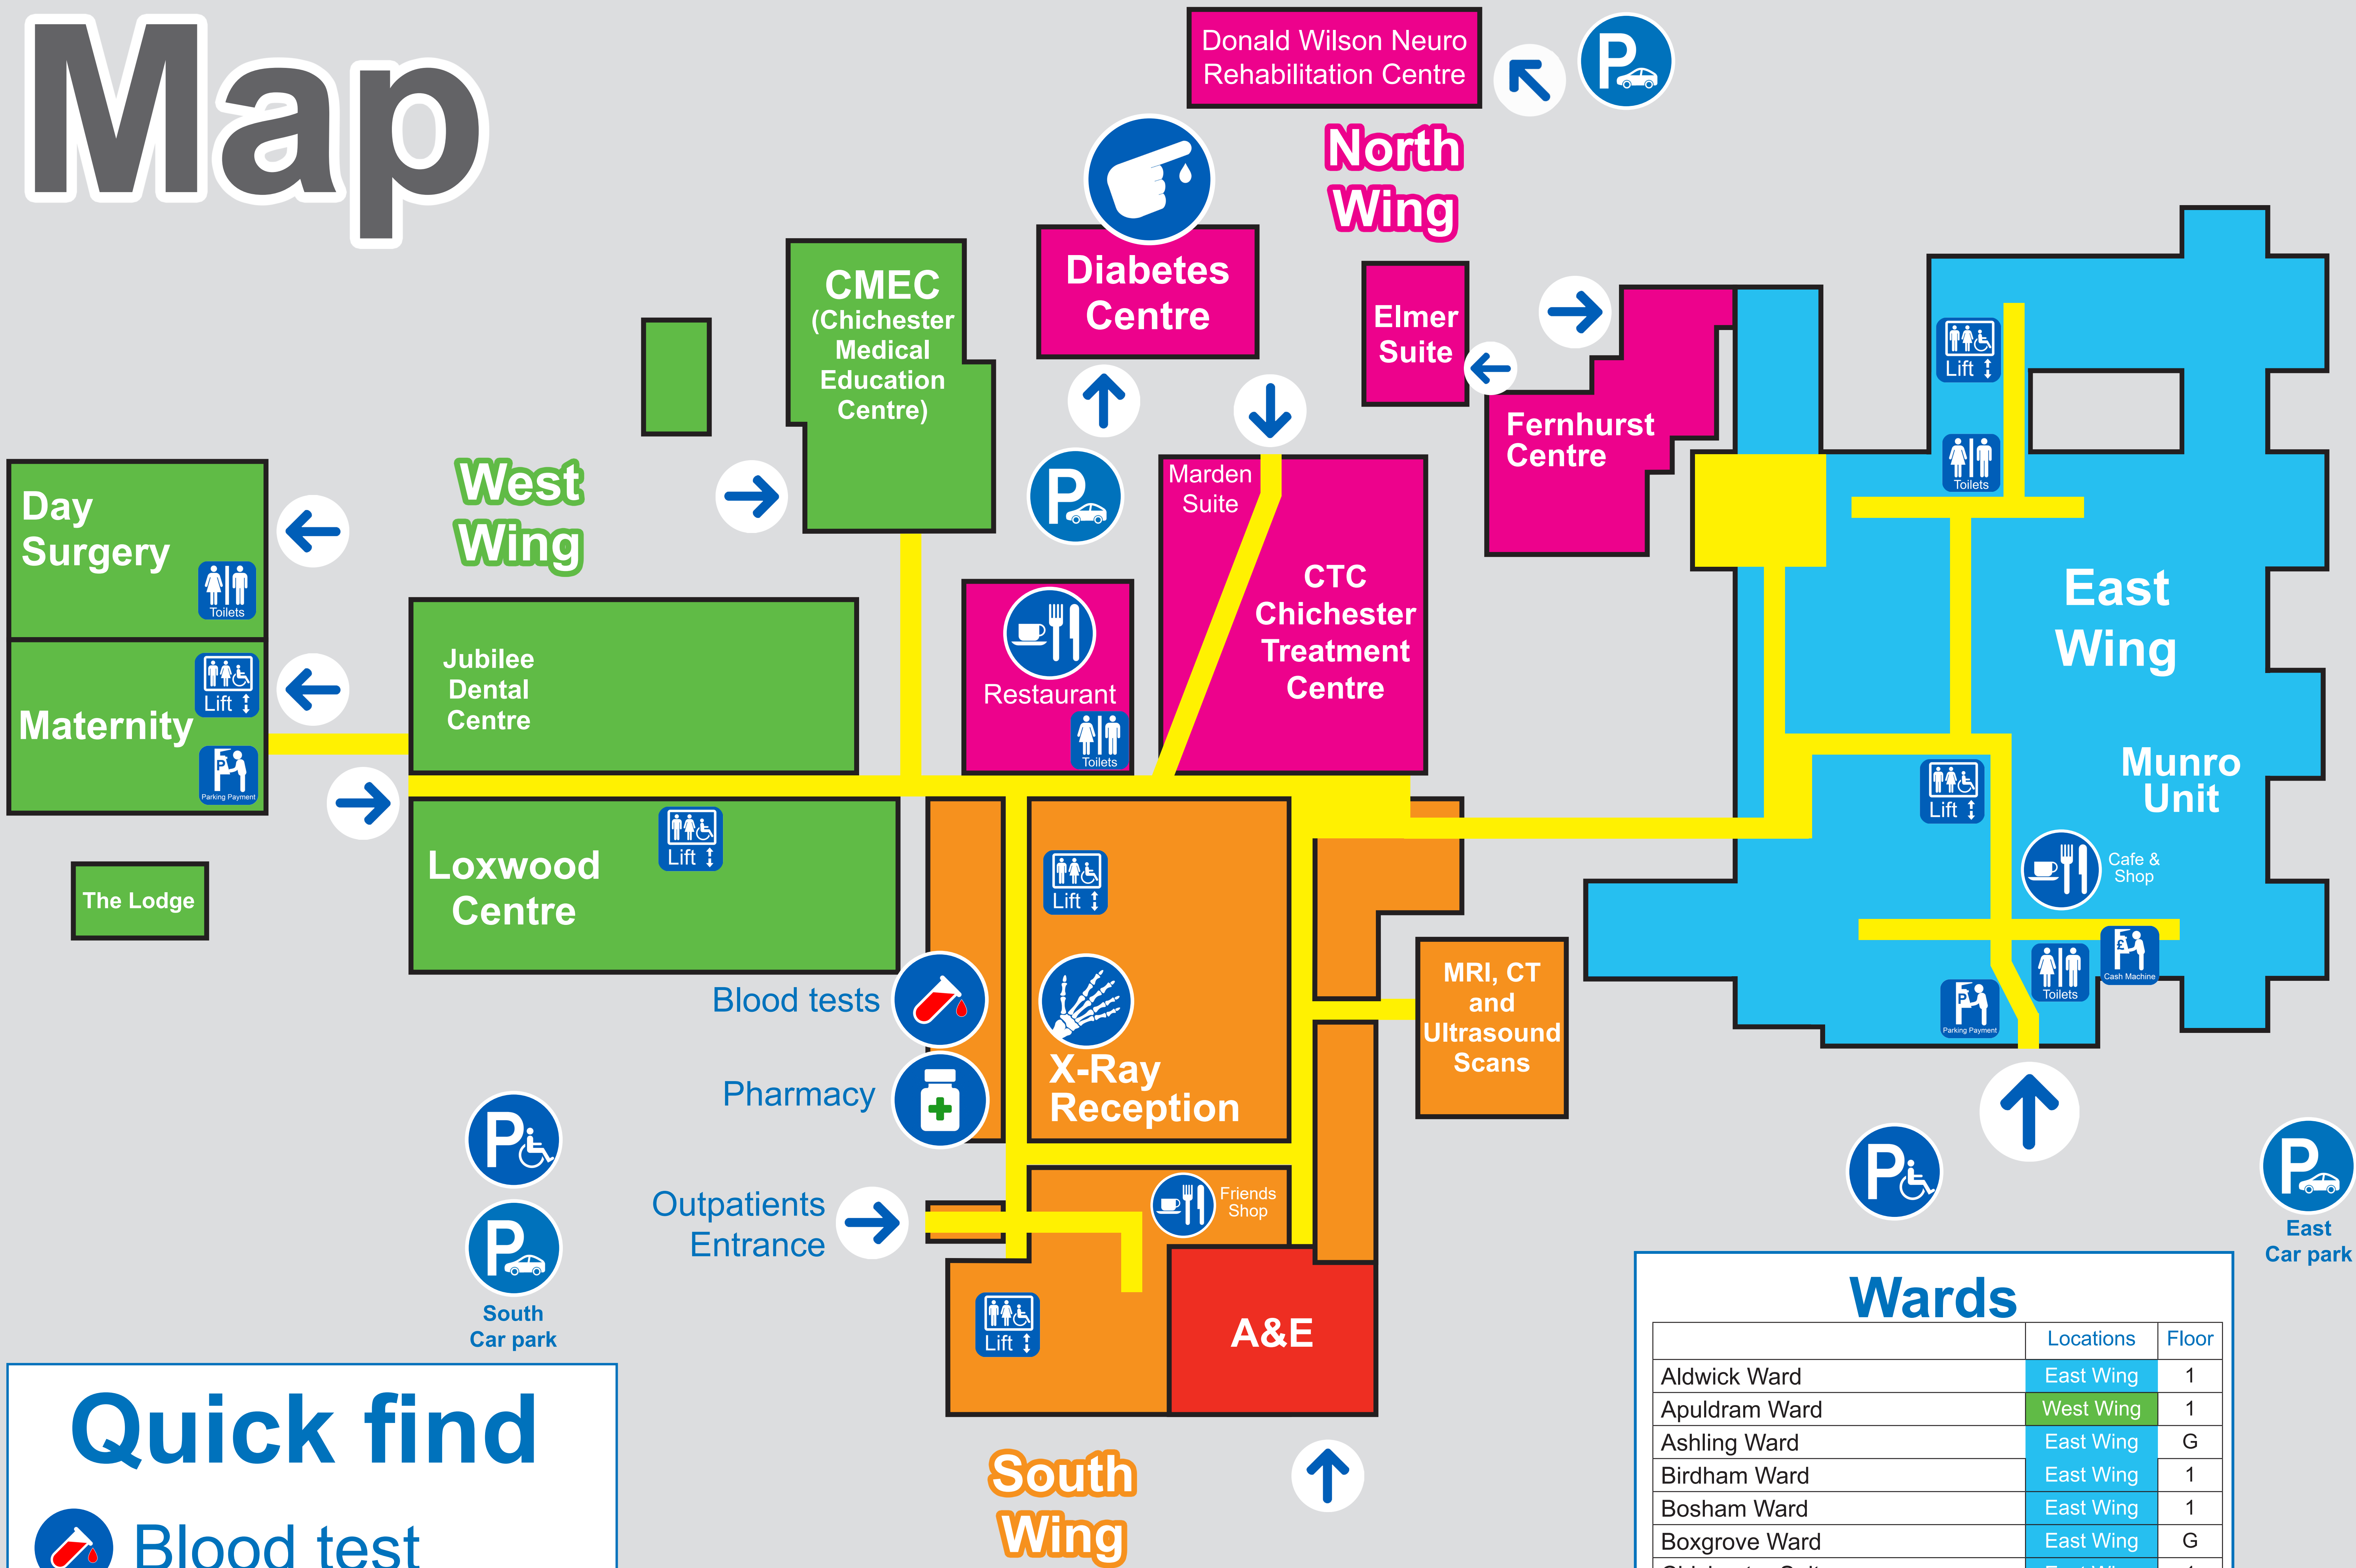 Map
Donald Wilson Neuro
Rehabilitation Centre
P
North
Wing
Diabetes
Centre
CMEC
(Chichester
Medical
Education
Centre)
Elmer
Suite
Fernhurst
Centre
Lift
Toilets
West
Wing
Day
Surgery
Toilets
P
Marden
Suite
CTC
Chichester
Treatment
Centre
East
Wing
Jubilee
Dental
Centre
Restaurant
Toilets
Lift
Maternity
P
Parking Payment
Munro
Unit
Lift
Cafe &
Shop
Loxwood
Centre
Lift
Lift
The Lodge
£
Cash Machine
Toilets
P
Parking Payment
MRI, CT
and
Ultrasound
Scans
Blood tests
X-Ray
Reception
Pharmacy
P
P
South
Car park
Outpatients
Entrance
Friends
Shop
P
P
East
Car park
Lift
A&E
South
Wing
Quick find
Blood test
Wards
Locations Floor
Aldwick Ward East Wing 1
Apuldram Ward West Wing 1
Ashling Ward East Wing G
Birdham Ward East Wing 1
Bosham Ward East Wing 1
Boxgrove Ward East Wing G